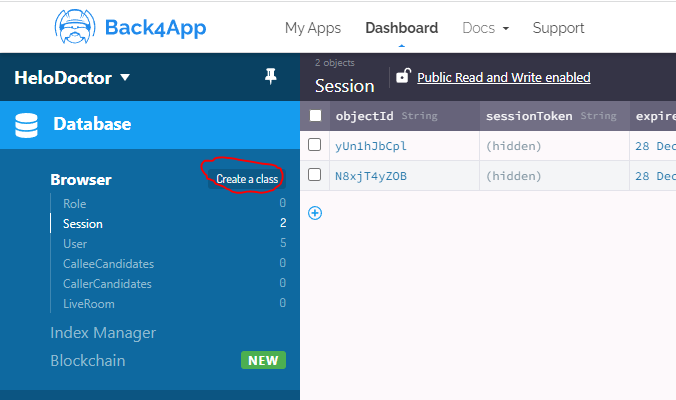 Back4App My Apps Dashboard Docs Support
HeloDoctor
Database
Browser Create a class
Role 0
Session 2
User 5
CalleeCandidates 0
CallerCandidates 0
LiveRoom 0
Index Manager
Blockchain NEW
2 objects
Session Public Read and Write enabled
objectId String sessionToken String expire
yUn1hJbCpl (hidden) 28 Dec
N8xjT4yZOB (hidden) 28 Dec